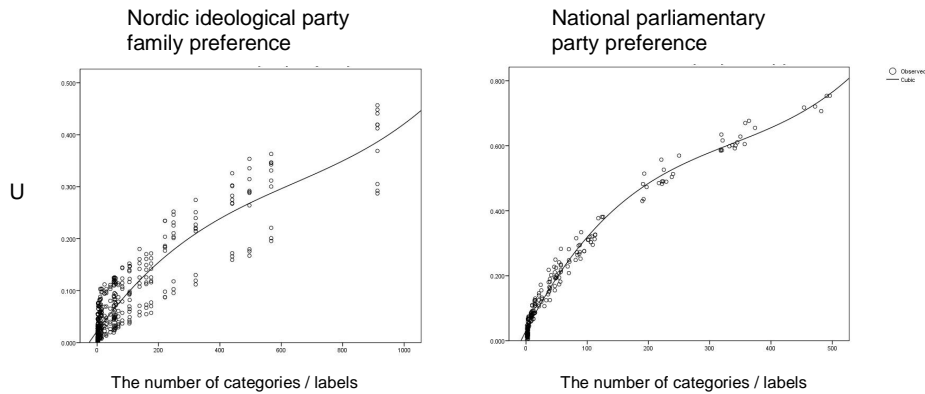 Nordic ideological party
family preference
National parliamentary
party preference
Observed
Cubic
U
0.500
0.400
0.300
0.200
0.100
0.000
0
200
400
600
800
1000
0.800
0.600
0.400
0.200
0.000
0
100
200
300
400
500
The number of categories / labels
The number of categories / labels